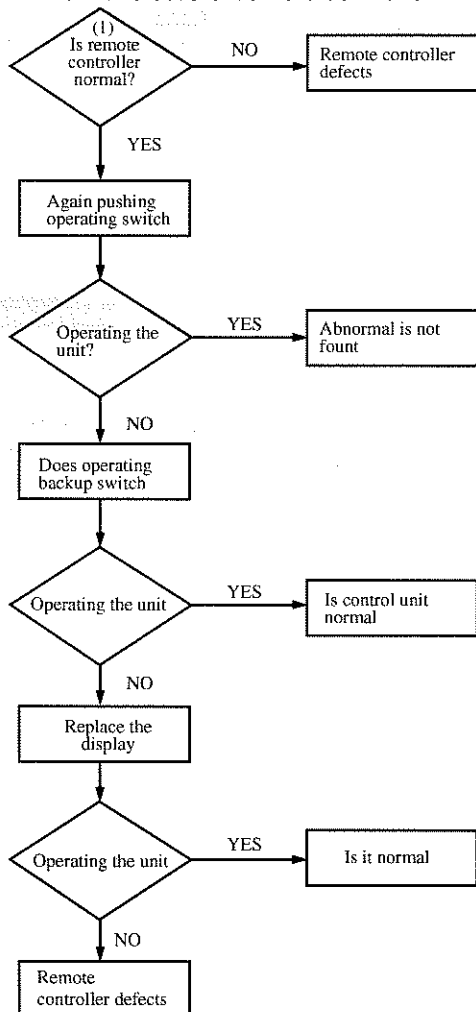 (1)
Is remote
controller
normal?
NO
Remote controller
defects
YES
Again pushing
operating switch
Operating the
unit?
YES
Abnormal is not
fount
NO
Does operating
backup switch
Operating the unit
YES
Is control unit
normal
NO
Replace the
display
Operating the unit
YES
Is it normal
NO
Remote
controller defects